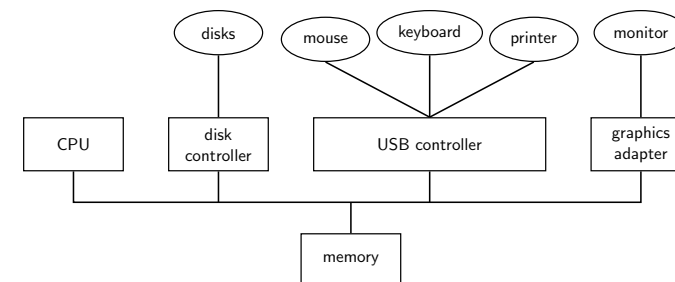 disks
mouse
keyboard
printer
monitor
CPU
disk
controller
USB controller
graphics
adapter
memory